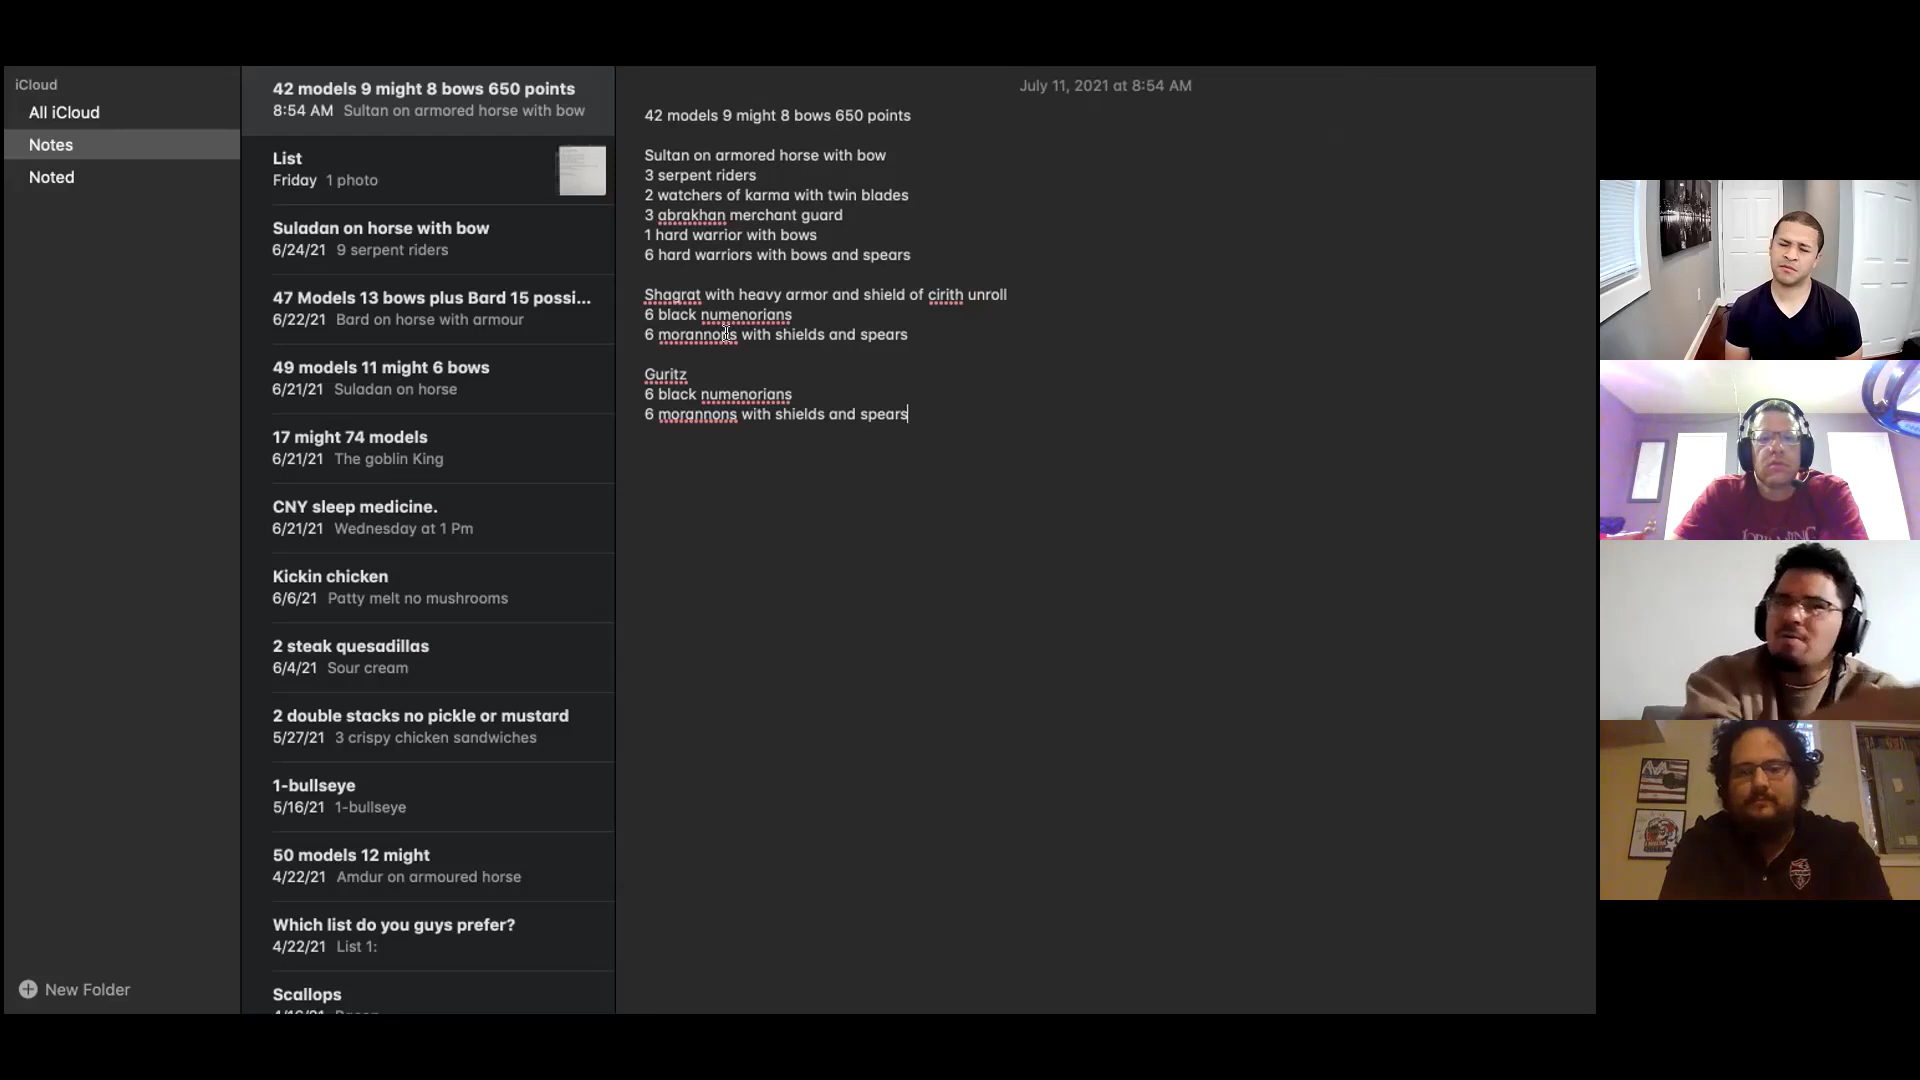 iCloud
All iCloud
Notes
Noted
New Folder
42 models 9 might 8 bows 650 points
8:54 AM Sultan on armored horse with bow
List
Friday 1 photo
Suladan on horse with bow
6/24/21 9 serpent riders
47 Models 13 bows plus Bard 15 possi...
6/22/21 Bard on horse with armour
49 models 11 might 6 bows
6/21/21 Suladan on horse
17 might 74 models
6/21/21 The goblin King
CNY sleep medicine.
6/21/21 Wednesday at 1 Pm
Kickin chicken
6/6/21 Patty melt no mushrooms
2 steak quesadillas
6/4/21 Sour cream
2 double stacks no pickle or mustard
5/27/21 3 crispy chicken sandwiches
1-bullseye
5/16/21 1-bullseye
50 models 12 might
4/22/21 Amdur on armoured horse
Which list do you guys prefer?
4/22/21 List 1:
Scallops
July 11, 2021 at 8:54 AM
42 models 9 might 8 bows 650 points
Sultan on armored horse with bow
3 serpent riders
2 watchers of karma with twin blades
3 abrakhan merchant guard
1 hard warrior with bows
6 hard warriors with bows and spears
Shagrat with heavy armor and shield of cirith unroll
6 black numenorians
6 morannons with shields and spears
Guritz
6 black numenorians
6 morannons with shields and spears